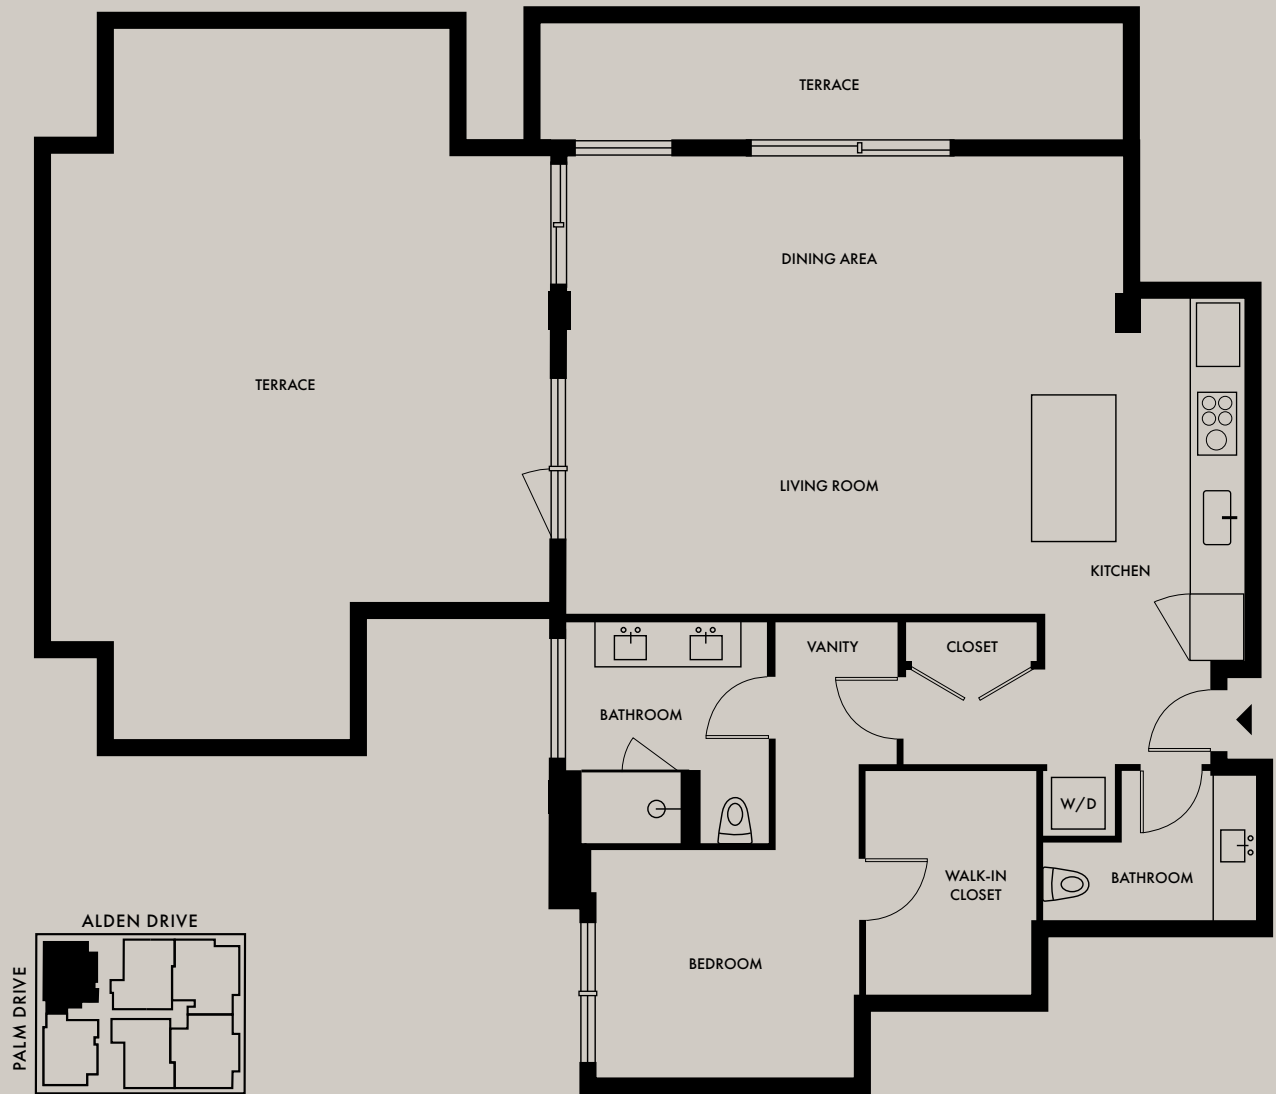 TERRACE
DINING AREA
TERRACE
LIVING ROOM
KITCHEN
VANITY
CLOSET
BATHROOM
W/D
WALK-IN
CLOSET
BATHROOM
BEDROOM
ALDEN DRIVE
PALM DRIVE